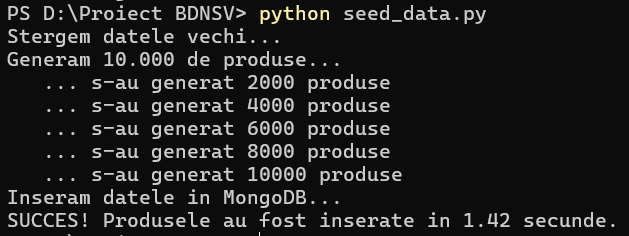 PS D:\Proiect BDNSV> python seed_data.py
Stergem datele vechi...
Generam 10.000 de produse...
   ... s-au generat 2000 produse
   ... s-au generat 4000 produse
   ... s-au generat 6000 produse
   ... s-au generat 8000 produse
   ... s-au generat 10000 produse
Inseram datele in MongoDB...
SUCCES! Produsele au fost inserate in 1.42 secunde.